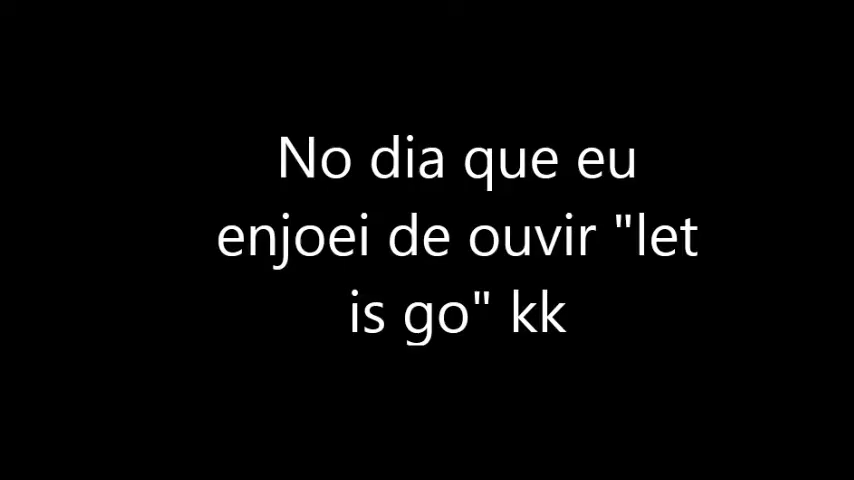 No dia que eu
enjoei de ouvir "let
is go" kk